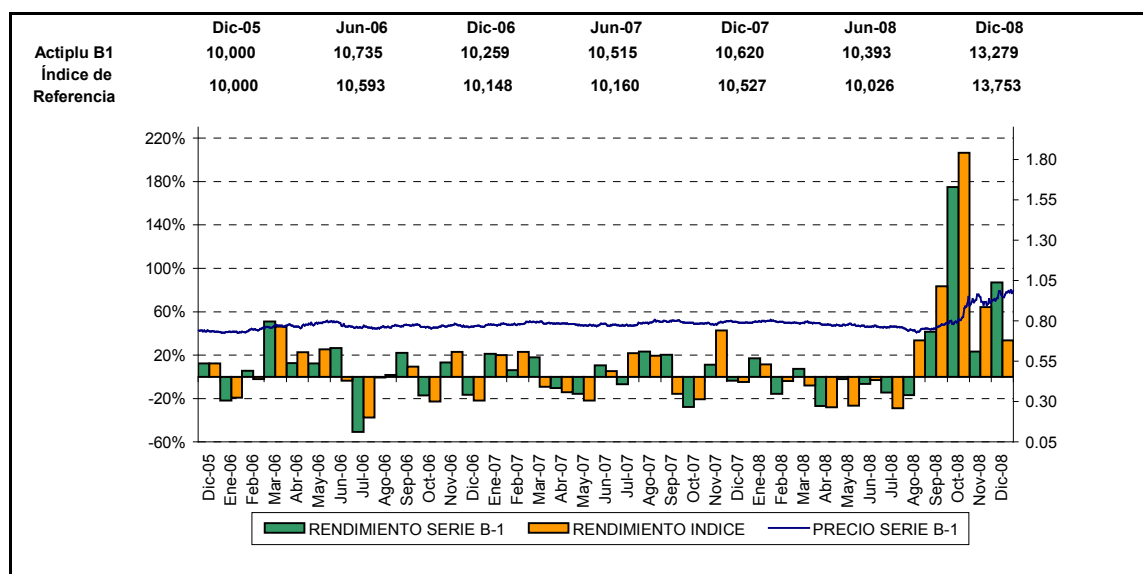 Dic-05 Jun-06 Dic-06 Jun-07 Dic-07 Jun-08 Dic-08
Actiplu B1 10,000 10,735 10,259 10,515 10,620 10,393 13,279
Índice de
Referencia 10,000 10,593 10,148 10,160 10,527 10,026 13,753
220%
180%
140%
100%
60%
20%
-20%
-60%
1.80
1.55
1.30
1.05
0.80
0.55
0.30
0.05
Dic-05
Ene-06
Feb-06
Mar-06
Abr-06
May-06
Jun-06
Jul-06
Ago-06
Sep-06
Oct-06
Nov-06
Dic-06
Ene-07
Feb-07
Mar-07
Abr-07
May-07
Jun-07
Jul-07
Ago-07
Sep-07
Oct-07
Nov-07
Dic-07
Ene-08
Feb-08
Mar-08
Abr-08
May-08
Jun-08
Jul-08
Ago-08
Sep-08
Oct-08
Nov-08
Dic-08
RENDIMIENTO SERIE B-1 RENDIMIENTO INDICE PRECIO SERIE B-1